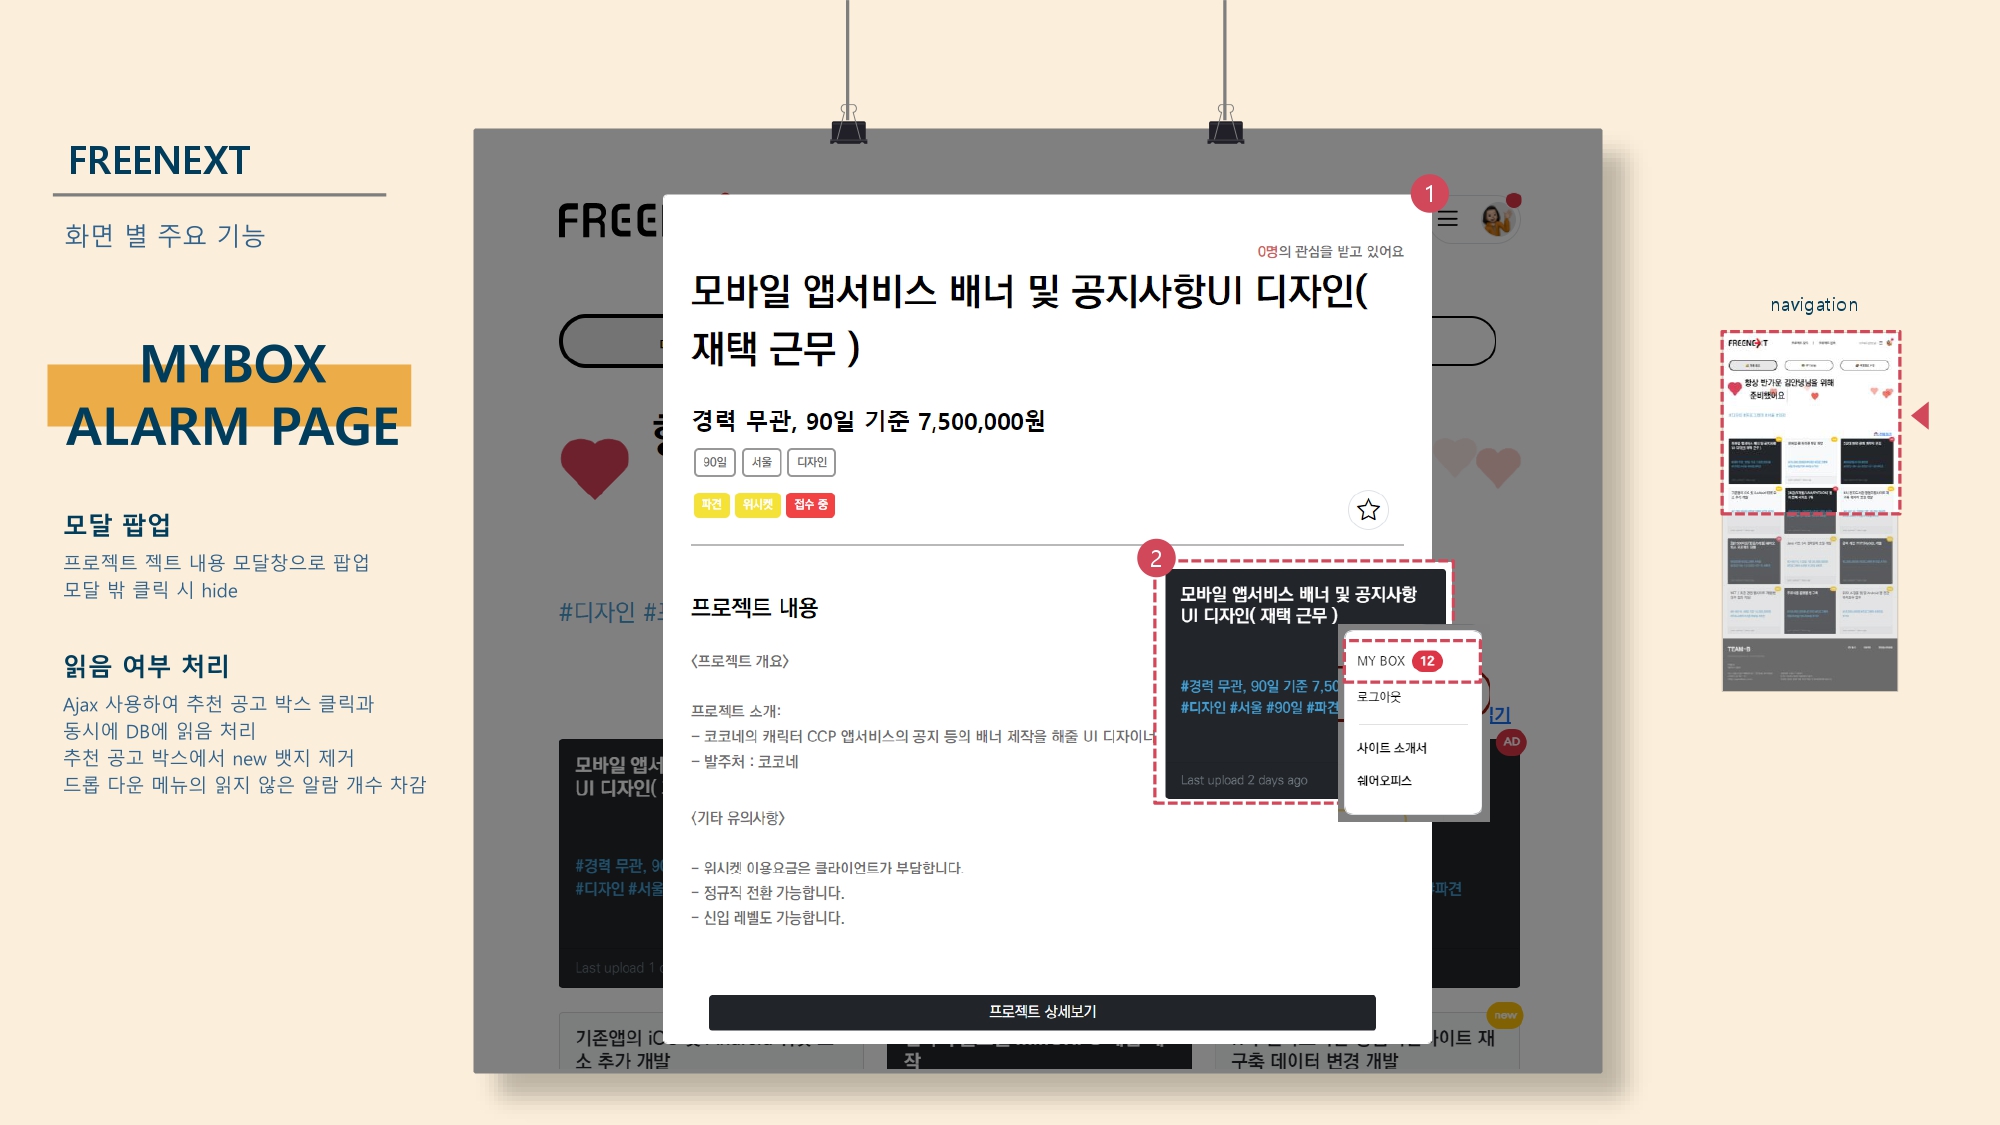 FREENEXT
화면 별 주요 기능
MYBOX
ALARM PAGE
모달 팝업
프로젝트 젝트 내용 모달창으로 팝업
모달 밖 클릭 시 hide
읽음 여부 처리
Ajax 사용하여 추천 공고 박스 클릭과
동시에 DB에 읽음 처리
추천 공고 박스에서 new 뱃지 제거
드롭 다운 메뉴의 읽지 않은 알람 개수 차감
FREE
1
0명의 관심을 받고 있어요
모바일 앱서비스 배너 및 공지사항UI 디자인(
재택 근무 )
경력 무관, 90일 기준 7,500,000원
90일 서울 디자인
파견 위시켓 접수 중
2
프로젝트 내용
〈프로젝트 개요〉
프로젝트 소개:
- 코코네의 캐릭터 CCP 앱서비스의 공지 등의 배너 제작을 해줄 UI 디자이너
- 발주처 : 코코네
〈기타 유의사항〉
- 위시켓 이용요금은 클라이언트가 부담합니다.
- 정규직 전환 가능합니다.
- 신입 레벨도 가능합니다.
프로젝트 상세보기
모바일 앱서비스 배너 및 공지사항
UI 디자인( 재택 근무 )
#경력 무관, 90일 기준 7,50
#디자인 #서울 #90일 #파견
Last upload 2 days ago
MY BOX 12
로그아웃
사이트 소개서
쉐어오피스
#디자인
AD
모바일 앱서
UI 디자인(
#경력 무관, 90
#디자인 #서울
#파견
Last upload 1
new
기존앱의
소 추가 개발
작
사이트 재
구축 데이터 변경 개발
navigation
FREENEXT
항상 반가운 김안녕님을 위해
준비했어요
TEAM-B